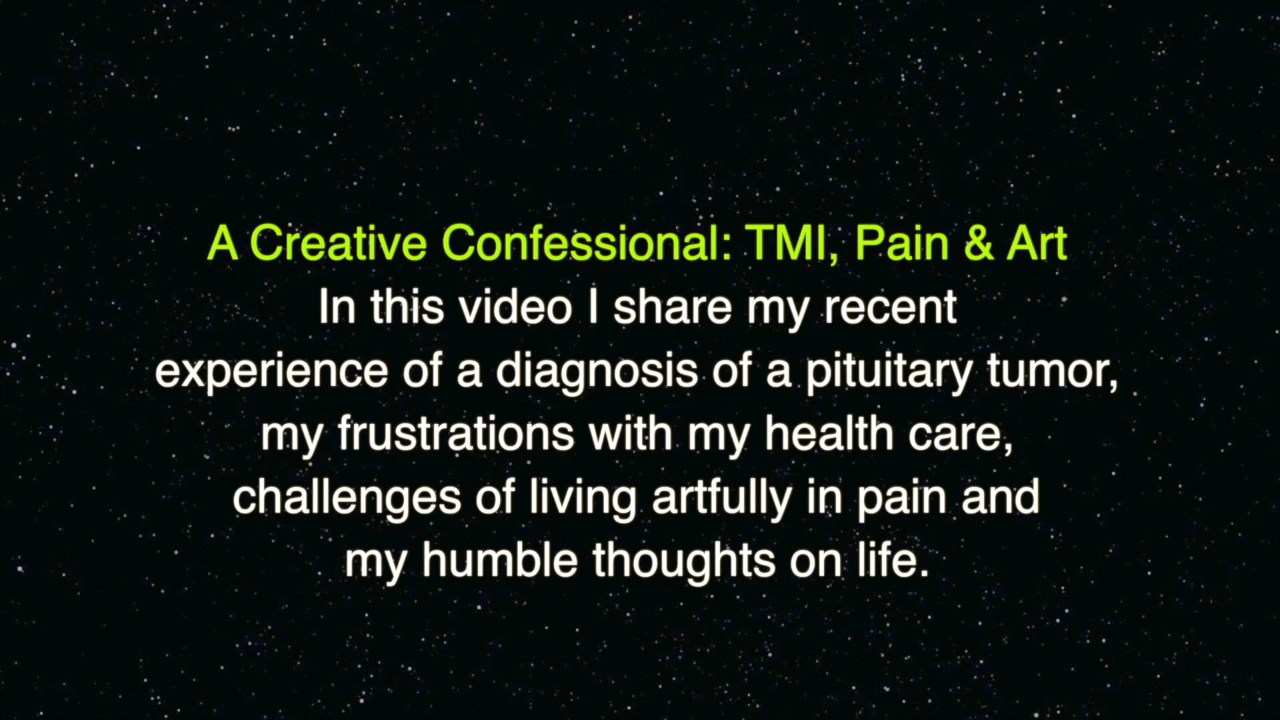 A Creative Confessional: TMI, Pain & Art
In this video I share my recent
experience of a diagnosis of a pituitary tumor,
my frustrations with my health care,
challenges of living artfully in pain and
my humble thoughts on life.